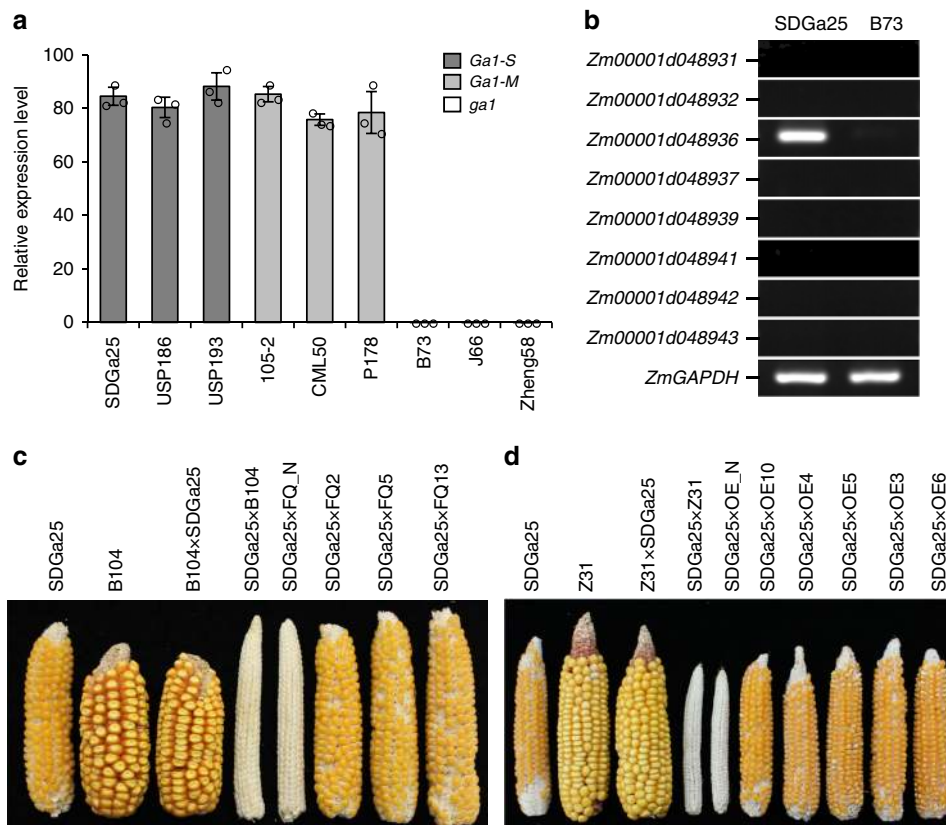 a
Relative expression level
100
80
60
40
20
0
SDGa25
USP186
USP193
105-2
CML50
P178
B73
J66
Zheng58
Ga1-S
Ga1-M
ga1
b
SDGa25 B73
Zm00001d048931
Zm00001d048932
Zm00001d048936
Zm00001d048937
Zm00001d048939
Zm00001d048941
Zm00001d048942
Zm00001d048943
ZmGAPDH
c
SDGa25
B104
B104×SDGa25
SDGa25×B104
SDGa25×FQ_N
SDGa25×FQ2
SDGa25×FQ5
SDGa25×FQ13
d
SDGa25
Z31
Z31×SDGa25
SDGa25×Z31
SDGa25×OE_N
SDGa25×OE10
SDGa25×OE4
SDGa25×OE5
SDGa25×OE3
SDGa25×OE6